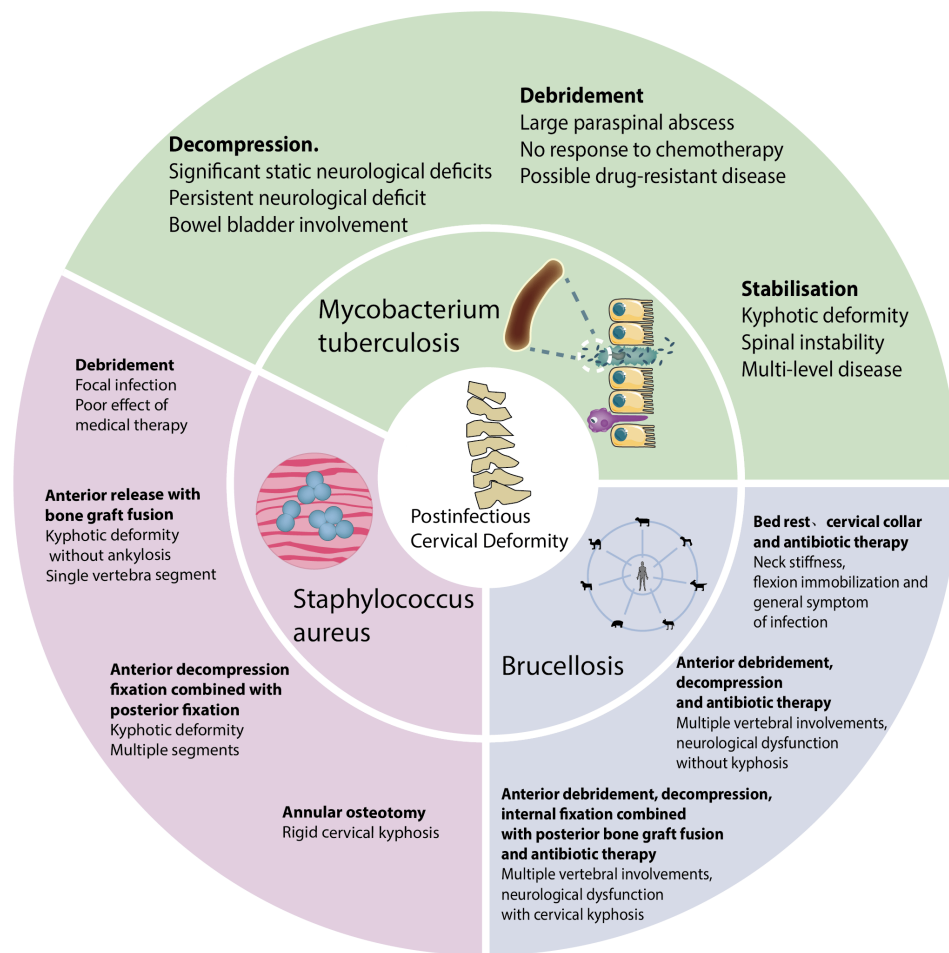 Debridement
Large paraspinal abscess
No response to chemotherapy
Possible drug-resistant disease
Decompression.
Significant static neurological deficits
Persistent neurological deficit
Bowel bladder involvement
Stabilisation
Kyphotic deformity
Spinal instability
Multi-level disease
Mycobacterium
tuberculosis
Debridement
Focal infection
Poor effect of
medical therapy
Anterior release with
bone graft fusion
Kyphotic deformity
without ankylosis
Single vertebra segment
Anterior decompression
fixation combined with
posterior fixation
Kyphotic deformity
Multiple segments
Annular osteotomy
Rigid cervical kyphosis
Staphylococcus
aureus
Postinfectious
Cervical Deformity
Brucellosis
Bed rest、cervical collar
and antibiotic therapy
Neck stiffness,
flexion immobilization and
general symptom
of infection
Anterior debridement,
decompression
and antibiotic therapy
Multiple vertebral involvements,
neurological dysfunction
without kyphosis
Anterior debridement, decompression,
internal fixation combined
with posterior bone graft fusion
and antibiotic therapy
Multiple vertebral involvements,
neurological dysfunction
with cervical kyphosis